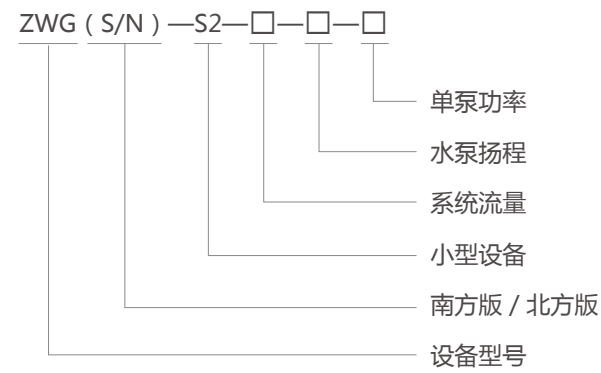 ZWG ( S/N ) —S2—□—□—□
单泵功率
水泵扬程
系统流量
小型设备
南方版 / 北方版
设备型号